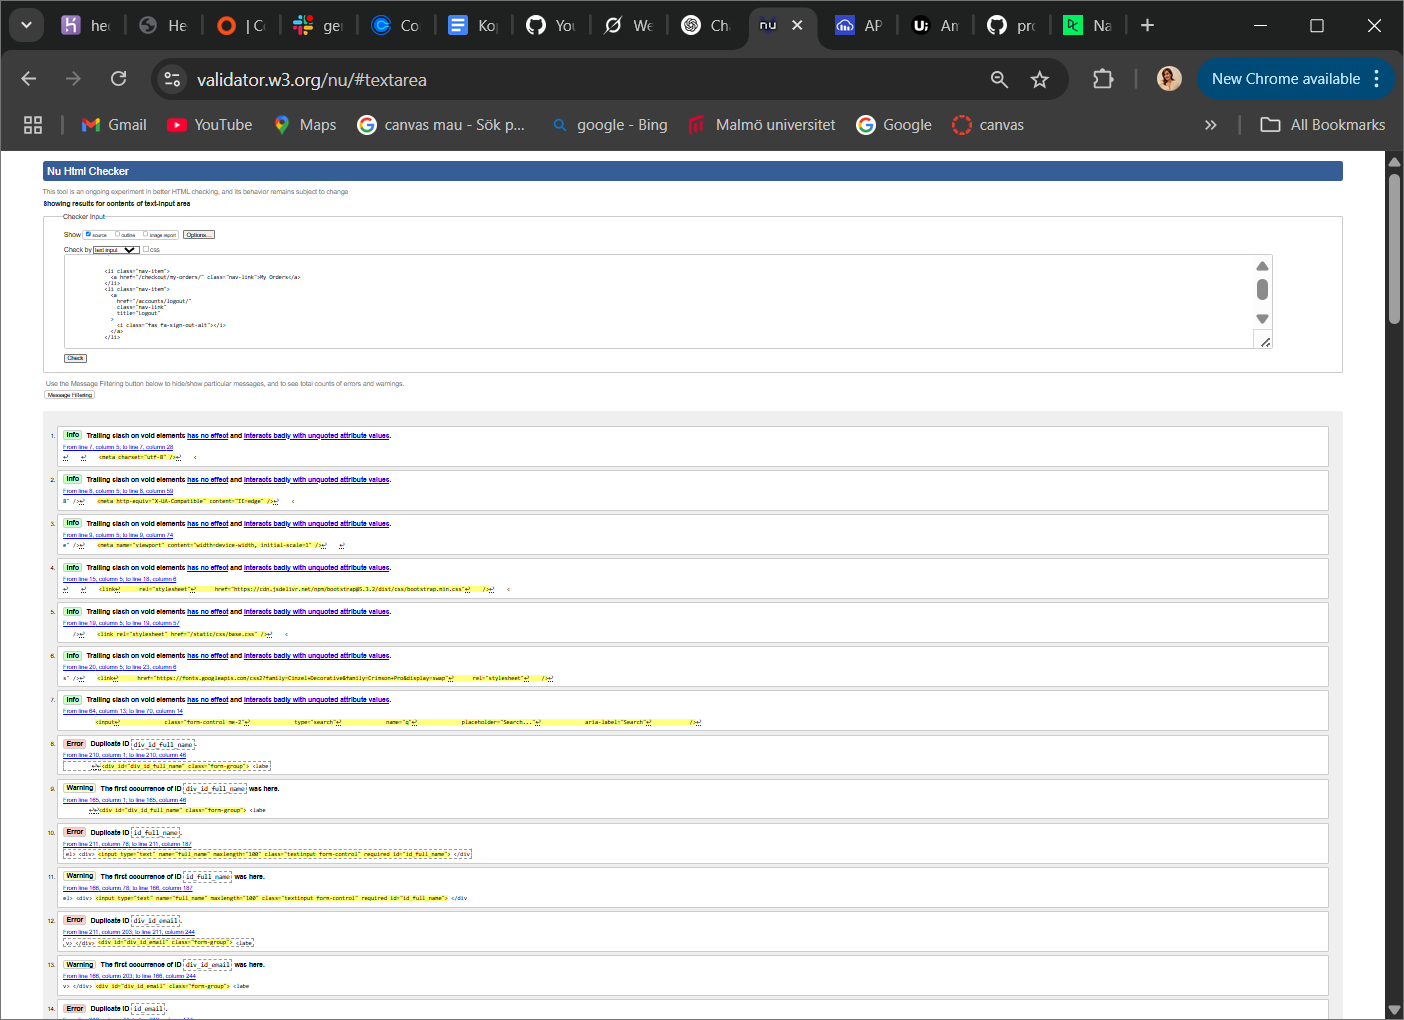 hec
He
| Co
ger
Co
Kop
You
We
Ch
nu
AP
Am
pro
Na
validator.w3.org/nu/#textarea
New Chrome available
Gmail
YouTube
Maps
canvas mau - Sök p...
google - Bing
Malmö universitet
Google
canvas
All Bookmarks
Nu Html Checker
This tool is an ongoing experiment in better HTML checking, and its behavior remains subject to change
Showing results for contents of text-input area
Checker Input
Show source outline image report Options...
Check by text input css
<li class="nav-item">
<a href="/checkout/my-orders/" class="nav-link">My Orders</a>
</li>
<li class="nav-item">
<a
href="/accounts/logout/"
class="nav-link"
title="Logout"
>
<i class="fas fa-sign-out-alt"></i>
</a>
</li>
Check
Use the Message Filtering button below to hide/show particular messages, and to see total counts of errors and warnings.
Message Filtering
1. Info Trailing slash on void elements has no effect and interacts badly with unquoted attribute values.
From line 7, column 5; to line 7, column 28
↩ ↩ <meta charset="utf-8" />↩ <
2. Info Trailing slash on void elements has no effect and interacts badly with unquoted attribute values.
From line 8, column 5; to line 8, column 59
8" />↩ <meta http-equiv="X-UA-Compatible" content="IE=edge" />↩ <
3. Info Trailing slash on void elements has no effect and interacts badly with unquoted attribute values.
From line 9, column 5; to line 9, column 74
e" />↩ <meta name="viewport" content="width=device-width, initial-scale=1" />↩ ↩
4. Info Trailing slash on void elements has no effect and interacts badly with unquoted attribute values.
From line 15, column 5; to line 18, column 6
↩ ↩ <link↩ rel="stylesheet"↩ href="https://cdn.jsdelivr.net/npm/bootstrap@5.3.2/dist/css/bootstrap.min.css"↩ />↩ <
5. Info Trailing slash on void elements has no effect and interacts badly with unquoted attribute values.
From line 19, column 5; to line 19, column 57
/>↩ <link rel="stylesheet" href="/static/css/base.css" />↩ <
6. Info Trailing slash on void elements has no effect and interacts badly with unquoted attribute values.
From line 20, column 5; to line 23, column 6
s" />↩ <link↩ href="https://fonts.googleapis.com/css2?family=Cinzel+Decorative&family=Crimson+Pro&display=swap"↩ rel="stylesheet"↩ />↩
7. Info Trailing slash on void elements has no effect and interacts badly with unquoted attribute values.
From line 64, column 13; to line 70, column 14
<input↩ class="form-control me-2"↩ type="search"↩ name="q"↩ placeholder="Search..."↩ aria-label="Search"↩ />↩
8. Error Duplicate ID div_id_full_name.
From line 210, column 1; to line 210, column 46
↩↩<div id="div_id_full_name" class="form-group"> <labe
9. Warning The first occurrence of ID div_id_full_name was here.
From line 165, column 1; to line 165, column 46
↩↩<div id="div_id_full_name" class="form-group"> <labe
10. Error Duplicate ID id_full_name.
From line 211, column 78; to line 211, column 187
el> <div> <input type="text" name="full_name" maxlength="100" class="textinput form-control" required id="id_full_name"> </div
11. Warning The first occurrence of ID id_full_name was here.
From line 166, column 78; to line 166, column 187
el> <div> <input type="text" name="full_name" maxlength="100" class="textinput form-control" required id="id_full_name"> </div
12. Error Duplicate ID div_id_email.
From line 211, column 203; to line 211, column 244
v> </div> <div id="div_id_email" class="form-group"> <labe
13. Warning The first occurrence of ID div_id_email was here.
From line 166, column 203; to line 166, column 244
v> </div> <div id="div_id_email" class="form-group"> <labe
14. Error Duplicate ID id_email.